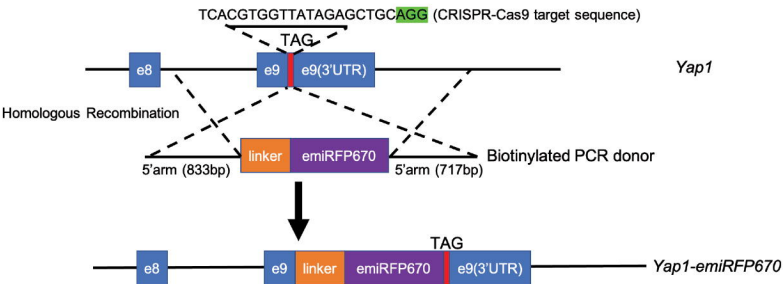 TCACGTGGTTATAGAGCTGCAGG (CRISPR-Cas9 target sequence)
TAG
e8 e9 e9(3'UTR) Yap1
Homologous Recombination
linker emiRFP670 Biotinylated PCR donor
5'arm (833bp) 5'arm (717bp)
TAG
e8 e9 linker emiRFP670 e9(3'UTR) Yap1-emiRFP670